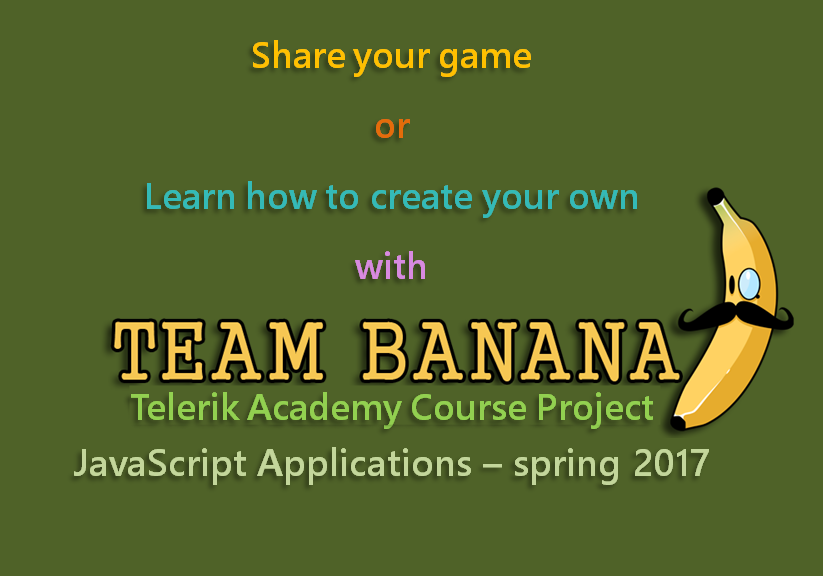 Share your game
or
Learn how to create your own
with
TEAM BANANA
Telerik Academy Course Project
JavaScript Applications – spring 2017